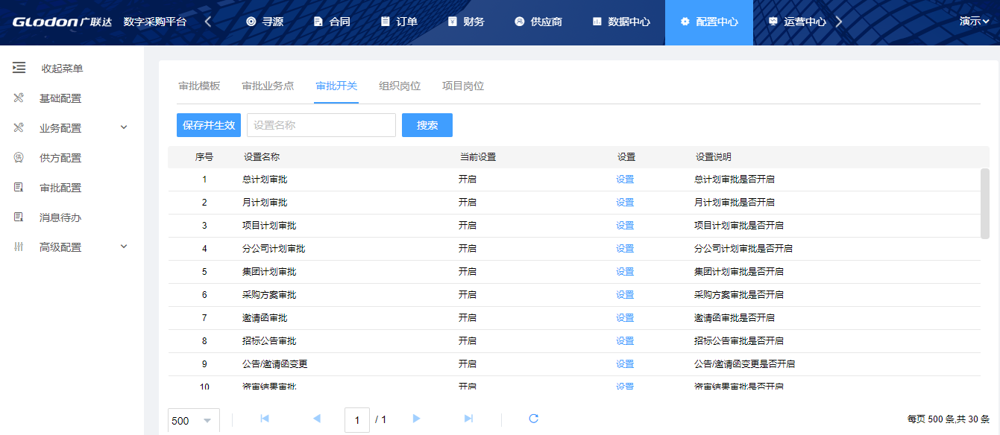 GLODON广联达 数字采购平台 寻源 合同 订单 财务 供应商 数据中心 配置中心 运营中心 演示
收起菜单
基础配置
业务配置
供方配置
审批配置
消息待办
高级配置
审批模板 审批业务点 审批开关 组织岗位 项目岗位
保存并生效 设置名称 搜索
序号 设置名称 当前设置 设置 设置说明
1 总计划审批 开启 设置 总计划审批是否开启
2 月计划审批 开启 设置 月计划审批是否开启
3 项目计划审批 开启 设置 项目计划审批是否开启
4 分公司计划审批 开启 设置 分公司计划审批是否开启
5 集团计划审批 开启 设置 集团计划审批是否开启
6 采购方案审批 开启 设置 采购方案审批是否开启
7 邀请函审批 开启 设置 邀请函审批是否开启
8 招标公告审批 开启 设置 招标公告审批是否开启
9 公告/邀请函变更 开启 设置 公告/邀请函变更是否开启
10 资审结果审批 开启 设置 资审结果审批是否开启
500 1 / 1 每页 500 条,共 30 条